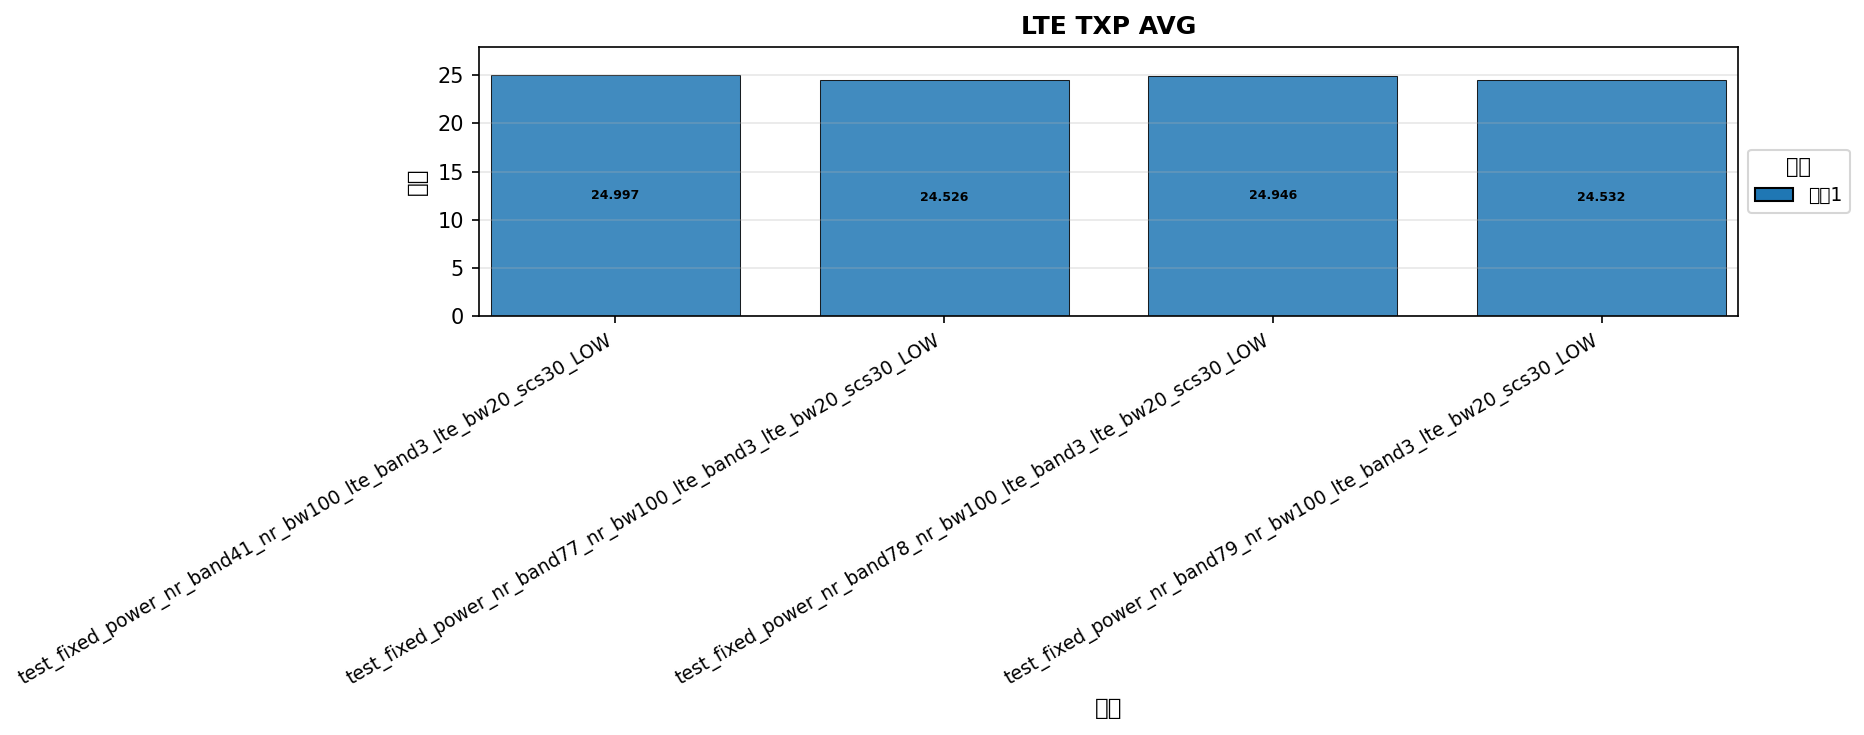 LTE TXP AVG
25
20
15
10
5
0
24.997
24.526
24.946
24.532
1
test_fixed_power_nr_band41_nr_bw100_lte_band3_lte_bw20_scs30_LOW
test_fixed_power_nr_band77_nr_bw100_lte_band3_lte_bw20_scs30_LOW
test_fixed_power_nr_band78_nr_bw100_lte_band3_lte_bw20_scs30_LOW
test_fixed_power_nr_band79_nr_bw100_lte_band3_lte_bw20_scs30_LOW